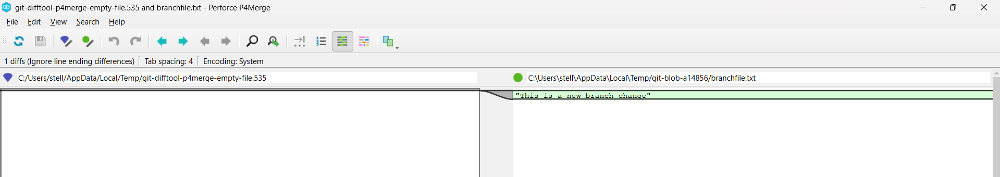 git-difftool-p4merge-empty-file.535 and branchfile.txt - Perforce P4Merge
File Edit View Search Help
1 diffs (Ignore line ending differences) Tab spacing: 4 Encoding: System
C:/Users/stell/AppData/Local/Temp/git-difftool-p4merge-empty-file.535
C:\Users\stell\AppData\Local\Temp/git-blob-a14856/branchfile.txt
"This is a new branch change"